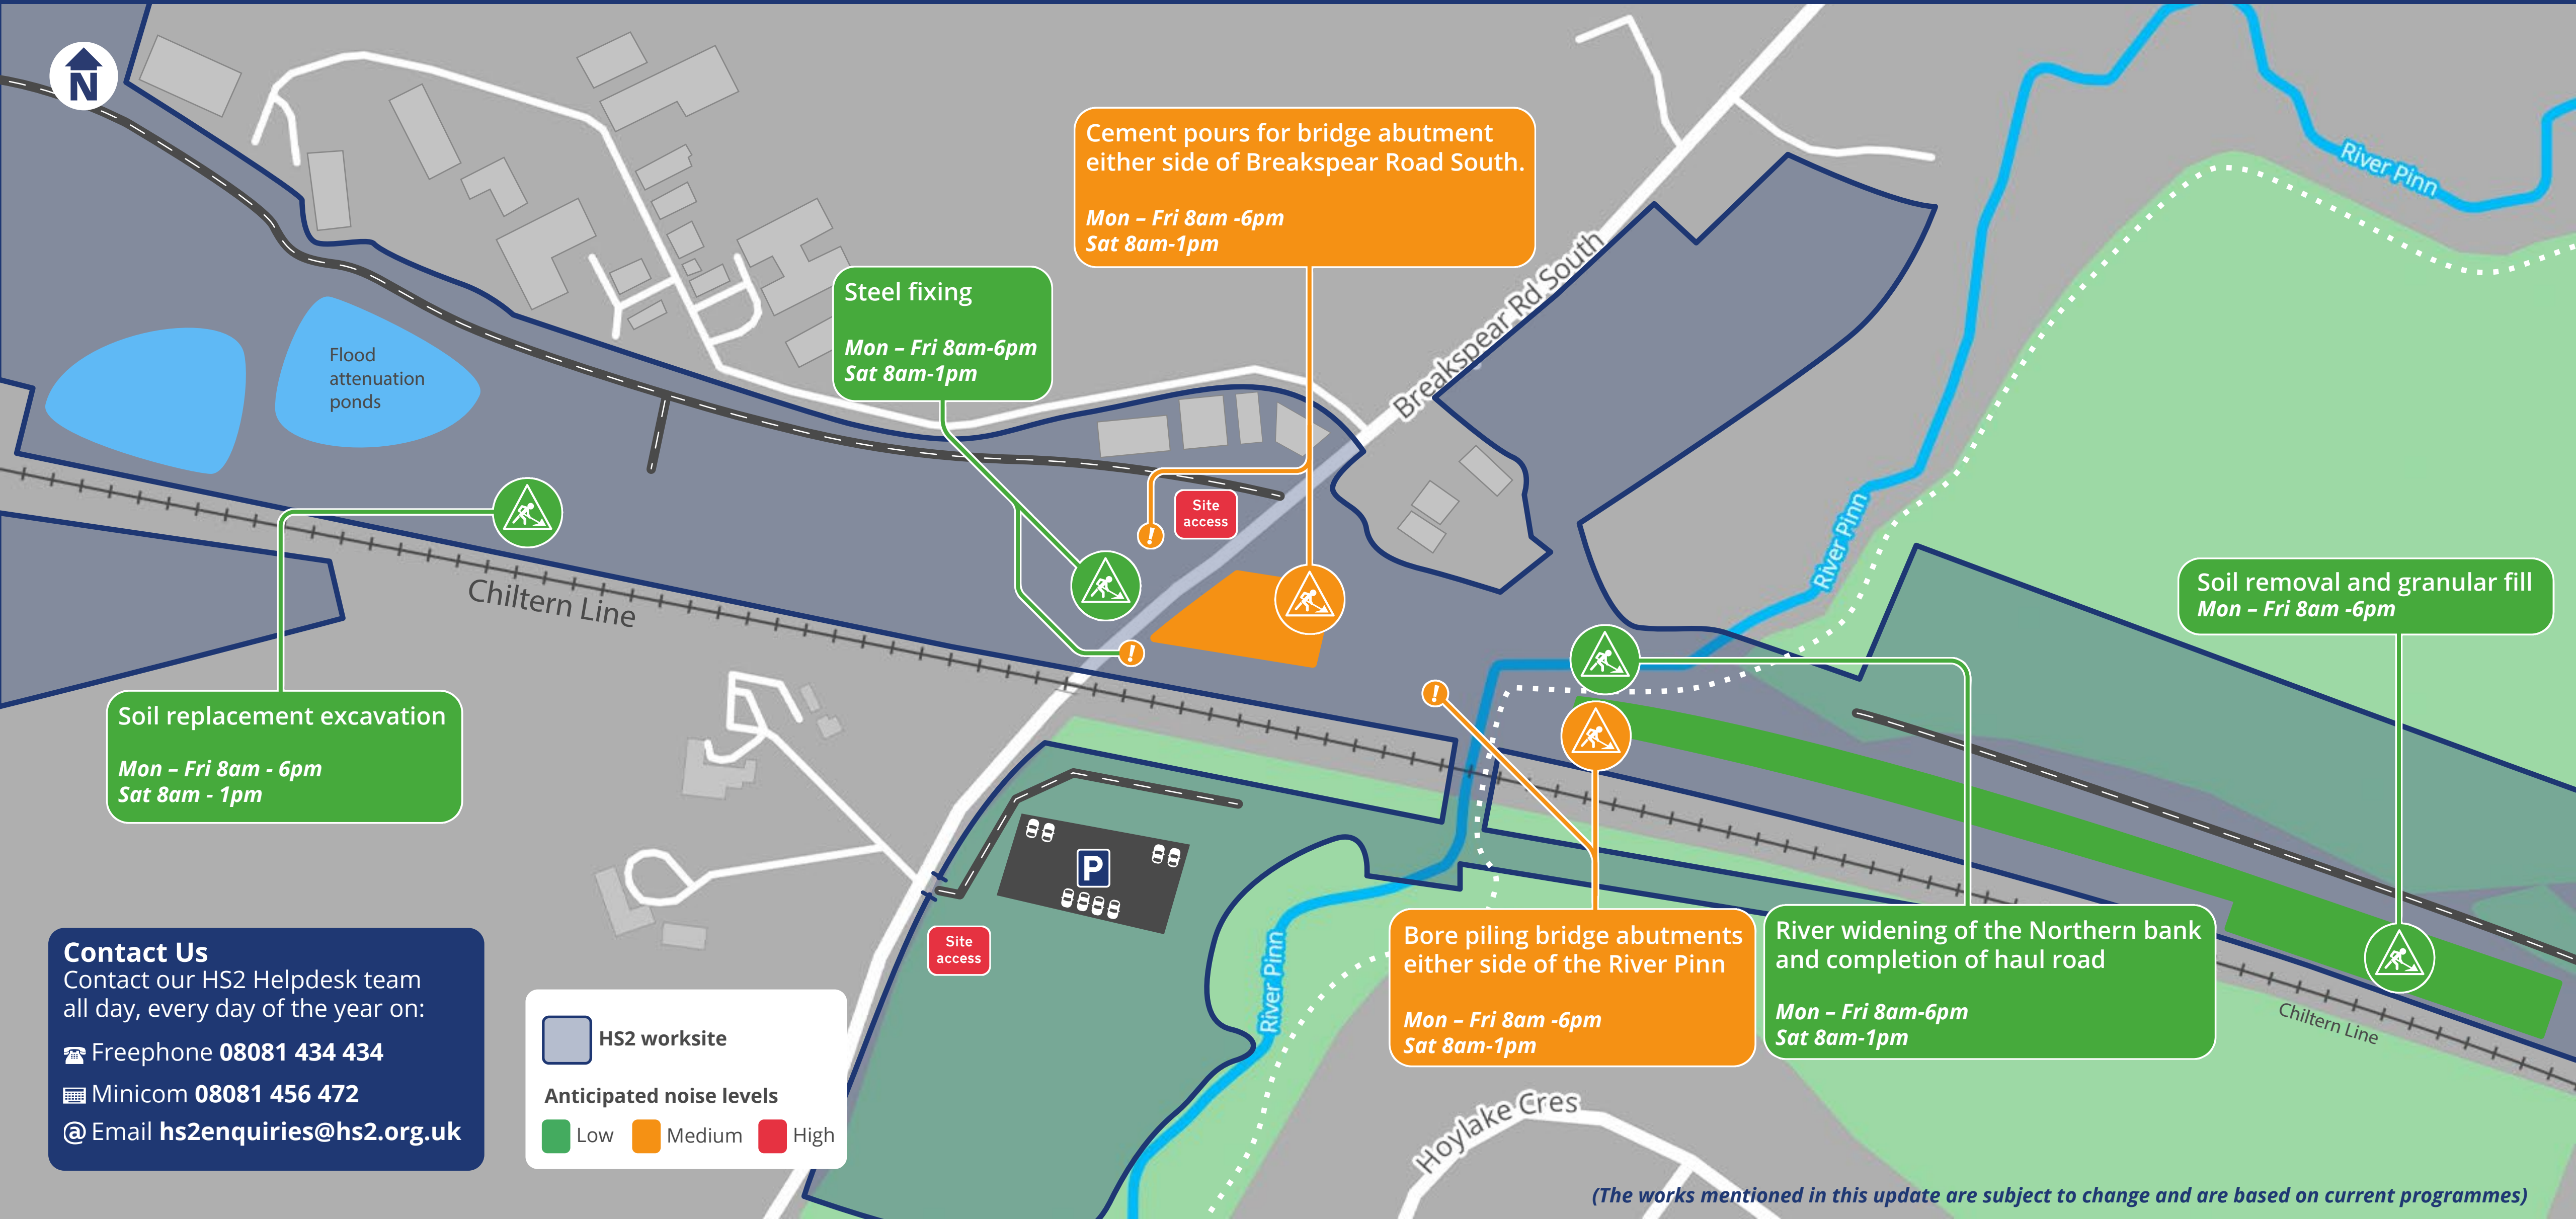 N
Cement pours for bridge abutment
either side of Breakspear Road South.
Mon – Fri 8am -6pm
Sat 8am-1pm
River Pinn
Steel fixing
Mon – Fri 8am-6pm
Sat 8am-1pm
Breakspear Rd South
Flood
attenuation
ponds
Site
access
!
!
River Pinn
Chiltern Line
Soil removal and granular fill
Mon – Fri 8am -6pm
!
Soil replacement excavation
Mon – Fri 8am - 6pm
Sat 8am - 1pm
P
Site
access
River Pinn
Bore piling bridge abutments
either side of the River Pinn
Mon – Fri 8am -6pm
Sat 8am-1pm
River widening of the Northern bank
and completion of haul road
Mon – Fri 8am-6pm
Sat 8am-1pm
Chiltern Line
Contact Us
Contact our HS2 Helpdesk team
all day, every day of the year on:
Freephone 08081 434 434
Minicom 08081 456 472
@ Email hs2enquiries@hs2.org.uk
HS2 worksite
Anticipated noise levels
Low
Medium
High
Hoylake Cres
(The works mentioned in this update are subject to change and are based on current programmes)